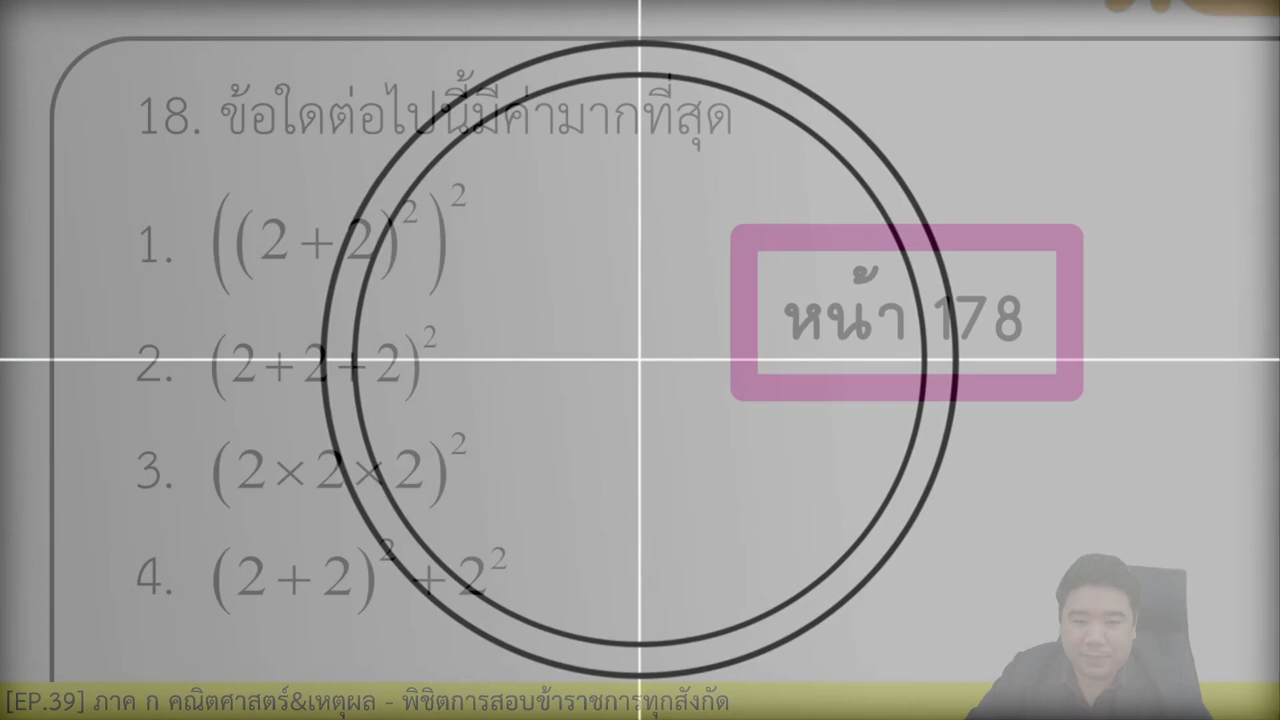 18. ข้อใดต่อไปนี้มีค่ามากที่สุด
1. ((2+2)²)²
2. (2+2+2)²
3. (2×2×2)²
4. (2+2)²+2²
หน้า 178
[EP.39] ภาค ก คณิตศาสตร์&เหตุผล - พิชิตการสอบข้าราชการทุกสังกัด